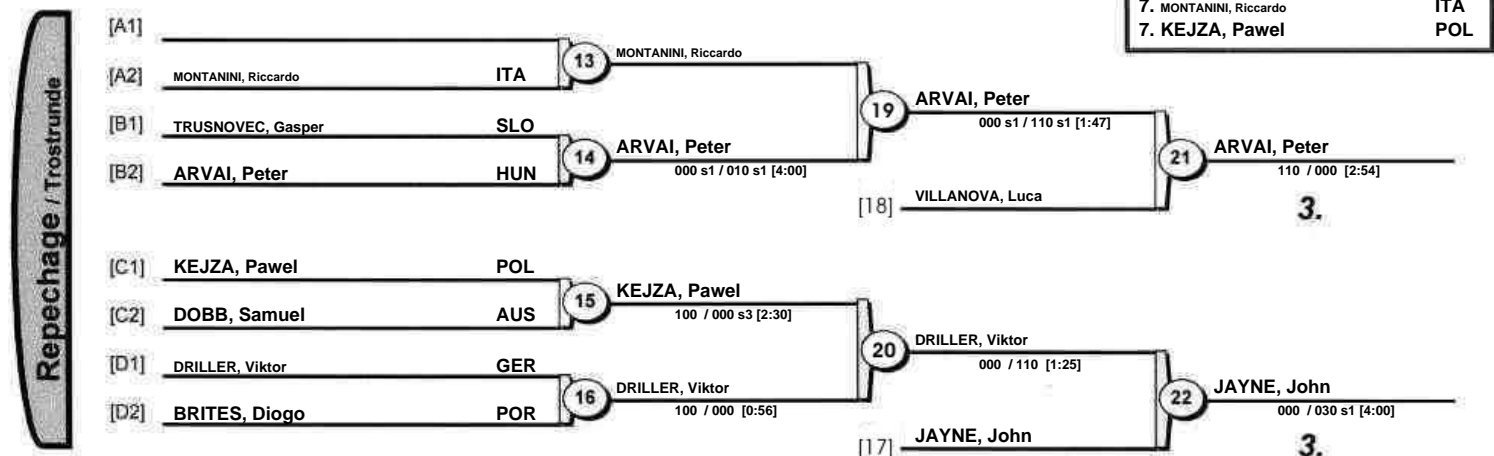 7. MONTANINI, Riccardo ITA
7. KEJZA, Pawel POL
Repechage / Trostrunde
[A1]
[A2] MONTANINI, Riccardo ITA
13 MONTANINI, Riccardo
[B1] TRUSNOVEC, Gasper SLO
[B2] ARVAI, Peter HUN
14 ARVAI, Peter
000 s1 / 010 s1 [4:00]
19 ARVAI, Peter
000 s1 / 110 s1 [1:47]
[18] VILLANOVA, Luca
21 ARVAI, Peter
110 / 000 [2:54]
3.
[C1] KEJZA, Pawel POL
[C2] DOBB, Samuel AUS
15 KEJZA, Pawel
100 / 000 s3 [2:30]
[D1] DRILLER, Viktor GER
[D2] BRITES, Diogo POR
16 DRILLER, Viktor
100 / 000 [0:56]
20 DRILLER, Viktor
000 / 110 [1:25]
[17] JAYNE, John
22 JAYNE, John
000 / 030 s1 [4:00]
3.